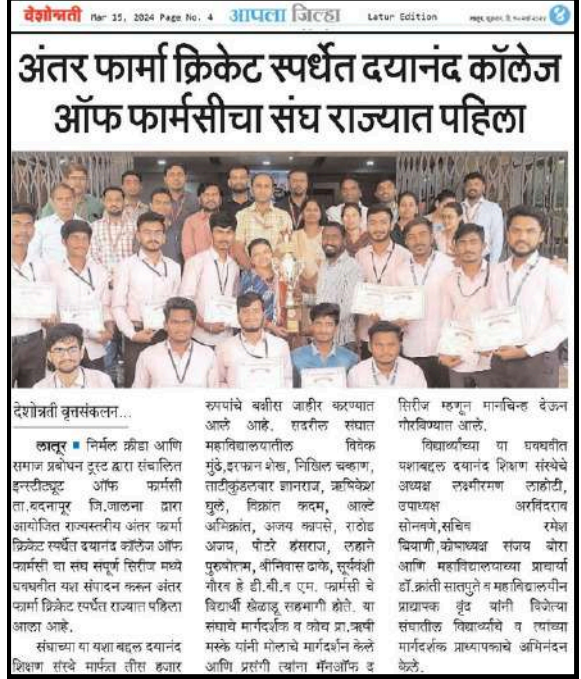 देशोन्नती Mar 15, 2024 Page No. 4 आपला जिल्हा Latur Edition
अंतर फार्मा क्रिकेट स्पर्धेत दयानंद कॉलेज
ऑफ फार्मसीचा संघ राज्यात पहिला
देशोन्नती वृत्तसंकलन...
लातूर ■ निर्मल क्रीडा आणि
समाज प्रबोधन ट्रस्ट द्वारा संचालित
इन्स्टीट्यूट ऑफ फार्मसी
ता.बदनापूर जि.जालना द्वारा
आयोजित राज्यस्तरीय अंतर फार्मा
क्रिकेट स्पर्धेत दयानंद कॉलेज ऑफ
फार्मसी चा संघ संपूर्ण सिरीज मध्ये
घवघवीत यश संपादन करून अंतर
फार्मा क्रिकेट स्पर्धेत राज्यात पहिला
आला आहे.
संघाच्या या यशा बद्दल दयानंद
शिक्षण संस्थे मार्फत तीस हजार
रुपयांचे बक्षीस जाहीर करण्यात
आले आहे. सदरील संघात
महाविद्यालयातील विवेक
मुंढे,इरफान शेख, निखिल चव्हाण,
ताटीकुंडलवार ज्ञानराज, ऋषिकेश
घुले, विक्रांत कदम, आल्टे
अभिक्रांत, अजय कापसे, राठोड
अजय, पोटरे हंसराज, लहाने
पुरुषोत्तम, श्रीनिवास ढाके, सूर्यवंशी
गौरव हे डी.बी.व एम. फार्मसी चे
विद्यार्थी खेळाडू सहभागी होते. या
संघाचे मार्गदर्शक व कोच प्रा.ऋषी
मस्के यांनी मोलाचे मार्गदर्शन केले
आणि प्रसंगी त्यांना मॅनऑफ द
सिरीज म्हणून मानचिन्ह देऊन
गौरविण्यात आले.
विद्यार्थ्यांच्या या घवघवीत
यशाबद्दल दयानंद शिक्षण संस्थेचे
अध्यक्ष लक्ष्मीरमण लाहोटी,
उपाध्यक्ष अरविंदराव
सोनवणे,सचिव रमेश
बियाणी,कोषाध्यक्ष संजय बोरा
आणि महाविद्यालयाच्या प्राचार्या
डॉ.क्रांती सातपुते व महाविद्यालयीन
प्राध्यापक वृंद यांनी विजेत्या
संघातील विद्यार्थ्यांचे व त्यांच्या
मार्गदर्शक प्राध्यापकाचे अभिनंदन
केले.